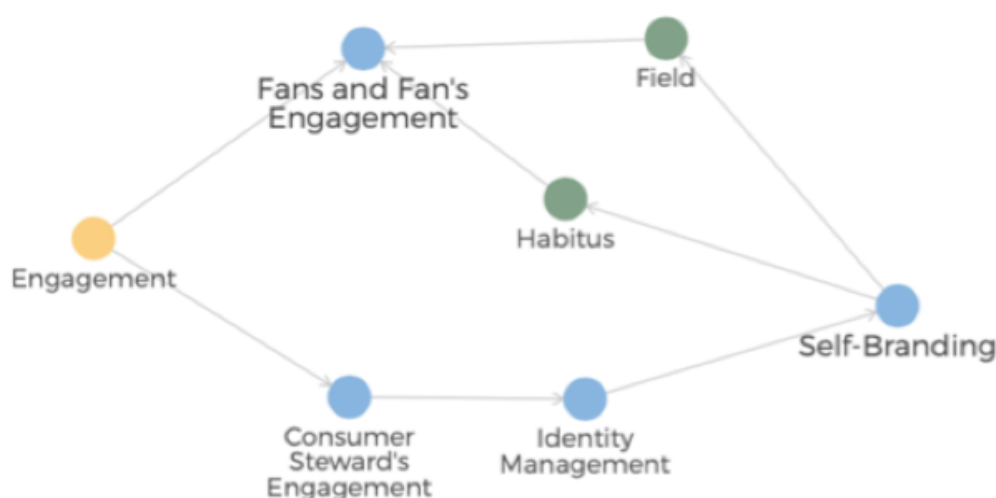 Fans and Fan's
Engagement
Field
Habitus
Engagement
Self-Branding
Consumer
Steward's
Engagement
Identity
Management